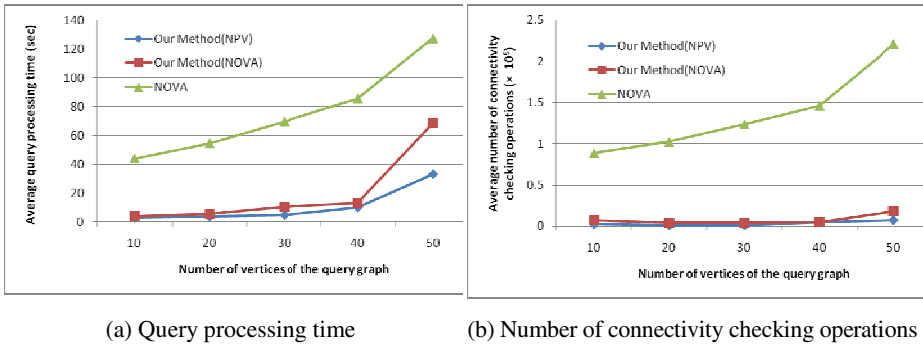 140
120
100
80
60
40
20
0
Average query processing time (sec)
Our Method(NPV)
Our Method(NOVA)
NOVA
10 20 30 40 50
Number of vertices of the query graph
(a) Query processing time
2.5
2
1.5
1
0.5
0
Average number of connectivity
checking operations (× 10⁶)
Our Method(NPV)
Our Method(NOVA)
NOVA
10 20 30 40 50
Number of vertices of the query graph
(b) Number of connectivity checking operations